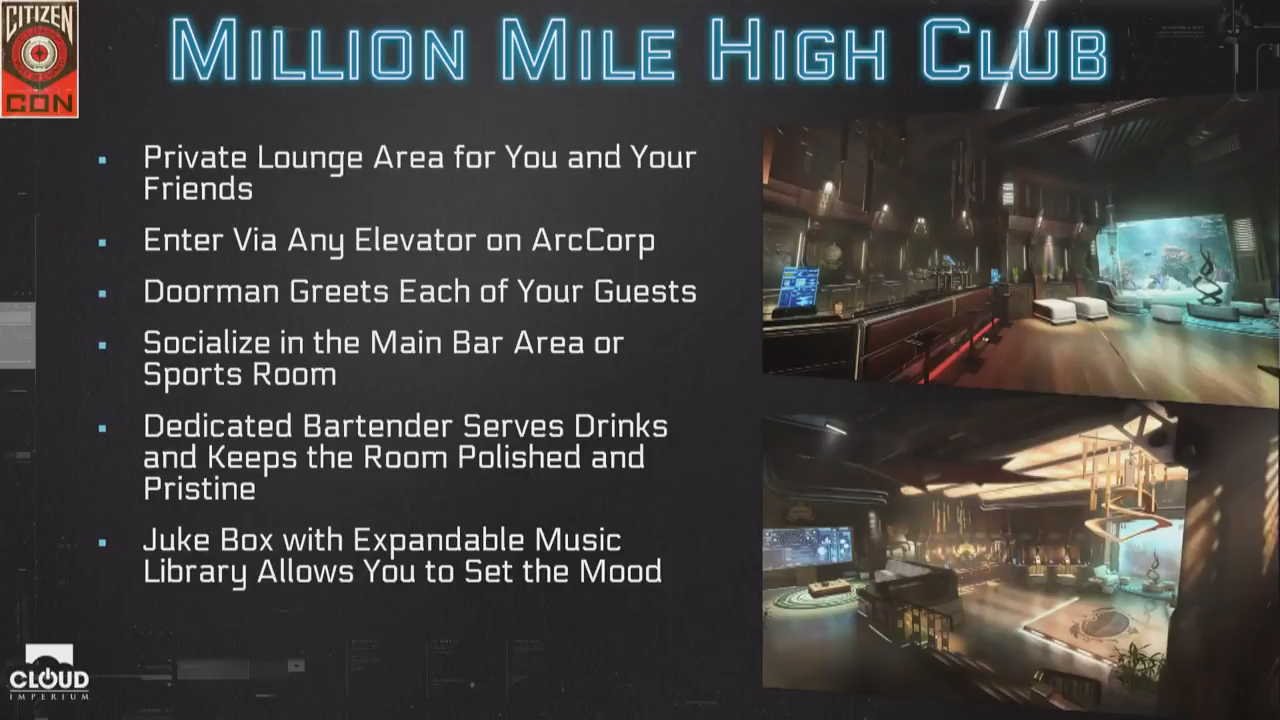 CITIZEN
CON
Million Mile High Club
Private Lounge Area for You and Your
Friends
Enter Via Any Elevator on ArcCorp
Doorman Greets Each of Your Guests
Socialize in the Main Bar Area or
Sports Room
Dedicated Bartender Serves Drinks
and Keeps the Room Polished and
Pristine
Juke Box with Expandable Music
Library Allows You to Set the Mood
CLOUD
IMPERIUM